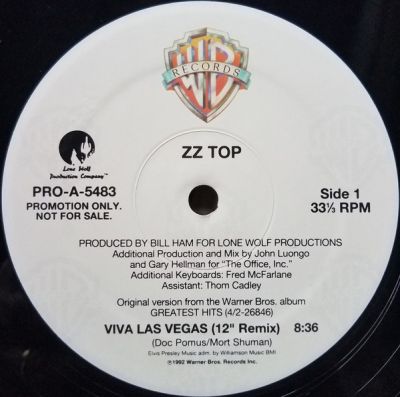 WB
RECORDS
ZZ TOP
Lone Wolf
Production Company
PRO-A-5483
PROMOTION ONLY.
NOT FOR SALE.
Side 1
33⅓ RPM
PRODUCED BY BILL HAM FOR LONE WOLF PRODUCTIONS
Additional Production and Mix by John Luongo
and Gary Hellman for "The Office, Inc."
Additional Keyboards: Fred McFarlane
Assistant: Thom Cadley
Original version from the Warner Bros. album
GREATEST HITS (4/2-26846)
VIVA LAS VEGAS (12" Remix) 8:36
(Doc Pomus/Mort Shuman)
Elvis Presley Music adm. by Williamson Music BMI
℗1992 Warner Bros. Records Inc.